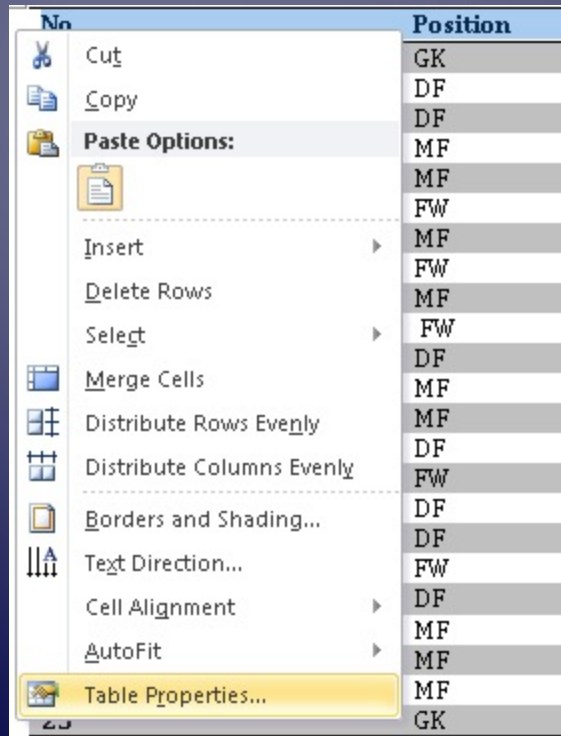 No    Position
Cut    GK
Copy    DF
DF
Paste Options:    MF
MF
FW
Insert    MF
FW
Delete Rows    MF
Select    FW
DF
Merge Cells    MF
Distribute Rows Evenly    MF
DF
Distribute Columns Evenly    FW
DF
Borders and Shading...    DF
Text Direction...    FW
Cell Alignment    DF
MF
AutoFit    MF
Table Properties...    MF
23    GK